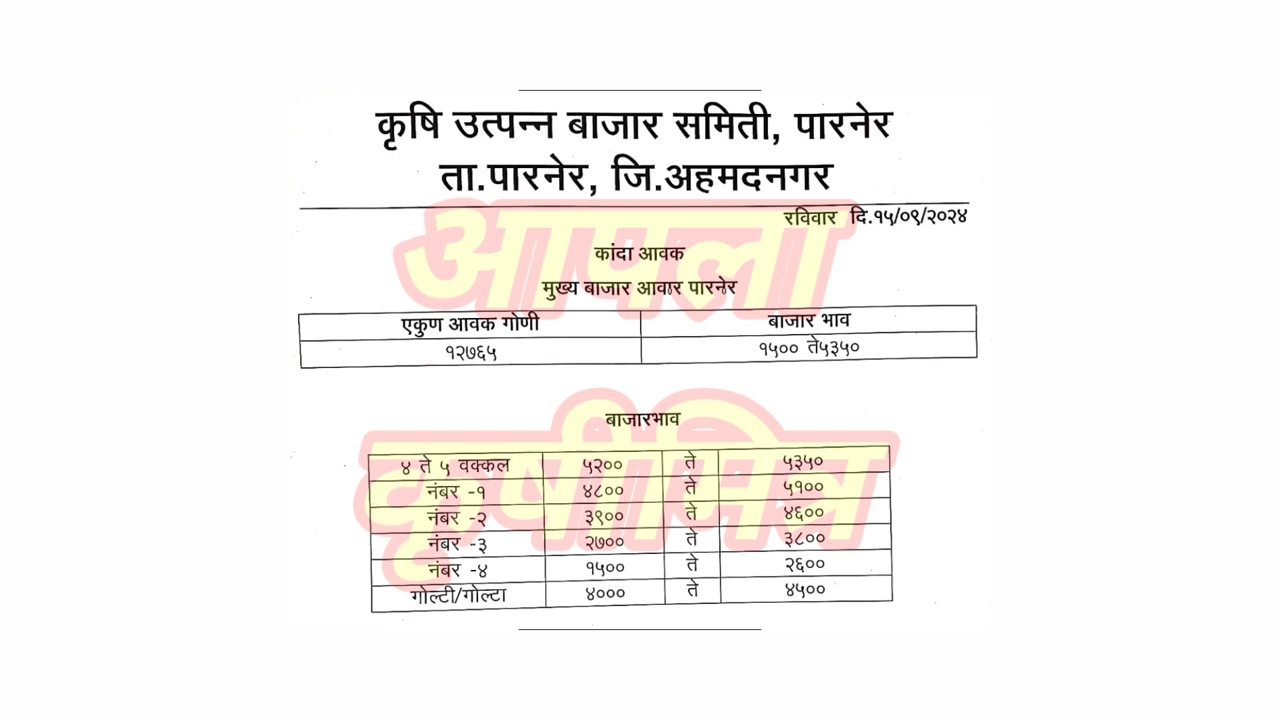 कृषि उत्पन्न बाजार समिती, पारनेर
ता.पारनेर, जि.अहमदनगर
रविवार दि.१५/०९/२०२४
कांदा आवक
मुख्य बाजार आवार पारनेर
एकुण आवक गोणी बाजार भाव
१२७६५ १५०० ते५३५०
बाजारभाव
४ ते ५ वक्कल ५२०० ते ५३५०
नंबर -१ ४८०० ते ५१००
नंबर -२ ३९०० ते ४६००
नंबर -३ २७०० ते ३८००
नंबर -४ १५०० ते २६००
गोल्टी/गोल्टा ४००० ते ४५००
आपला
कृषीमित्र